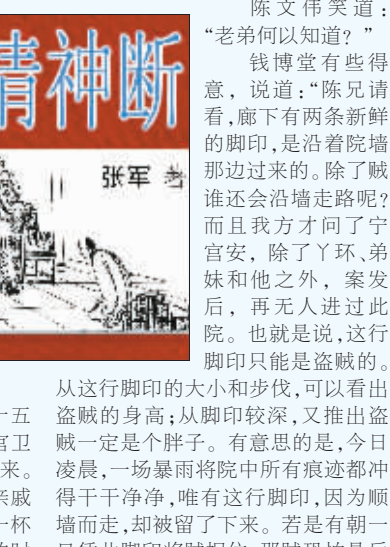 情神断
张军 著
陈文伟笑道：
“老弟何以知道？”
钱博堂有些得
意，说道：“陈兄请
看，廊下有两条新鲜
的脚印，是沿着院墙
那边过来的。除了贼
谁还会沿墙走路呢？
而且我方才问了宁
宫安，除了丫环、弟
妹和他之外，案发
后，再无人进过此
院。也就是说，这行
脚印只能是盗贼的。
从这行脚印的大小和步伐，可以看出
盗贼的身高；从脚印较深，又推出盗
贼一定是个胖子。有意思的是，今日
凌晨，一场暴雨将院中所有痕迹都冲
得干干净净，唯有这行脚印，因为顺
墙而走，却被留了下来。若是有朝一
十五
官卫
来。
亲戚
一杯